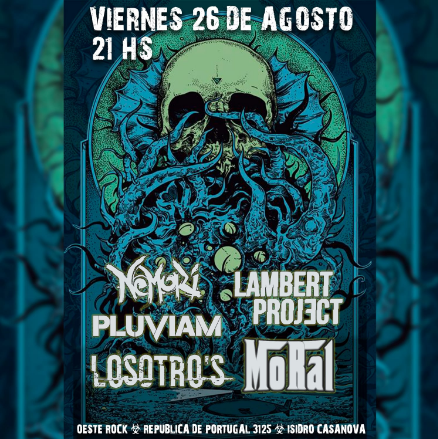 VIERNES 26 DE AGOSTO
21 HS
NEMORI
LAMBERT
PROJECT
PLUVIAM
LOSOTRO'S
MORAL
OESTE ROCK ☣ REPUBLICA DE PORTUGAL 3125 ☣ ISIDRO CASANOVA